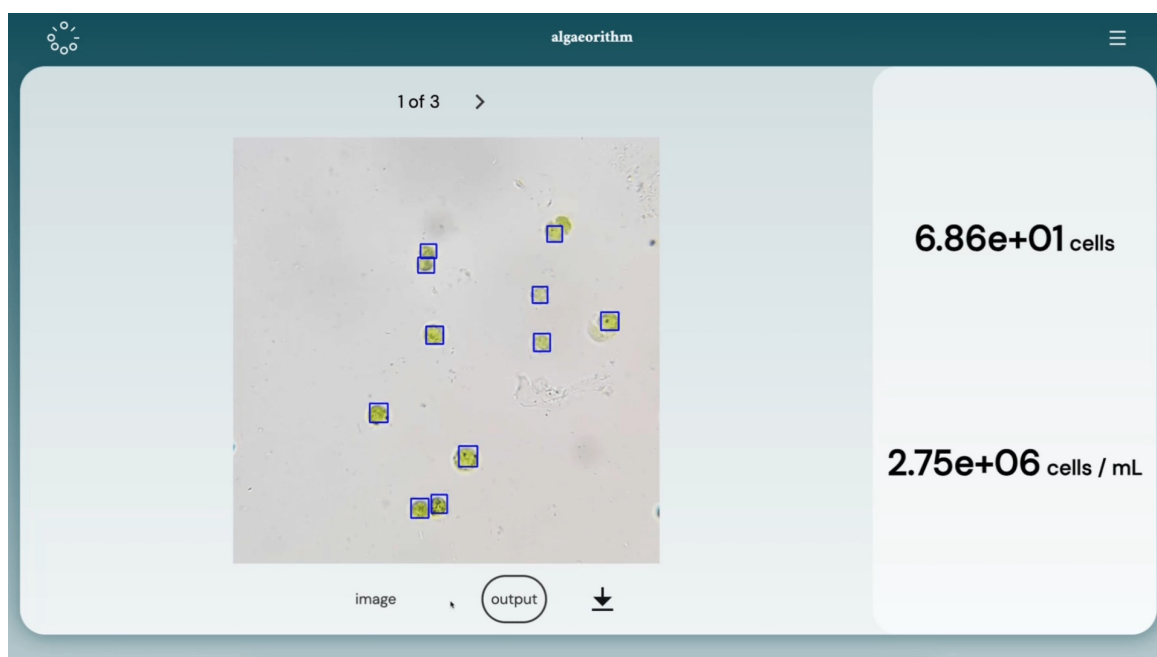 algaeorithm
1 of 3
6.86e+01 cells
2.75e+06 cells / mL
image
output